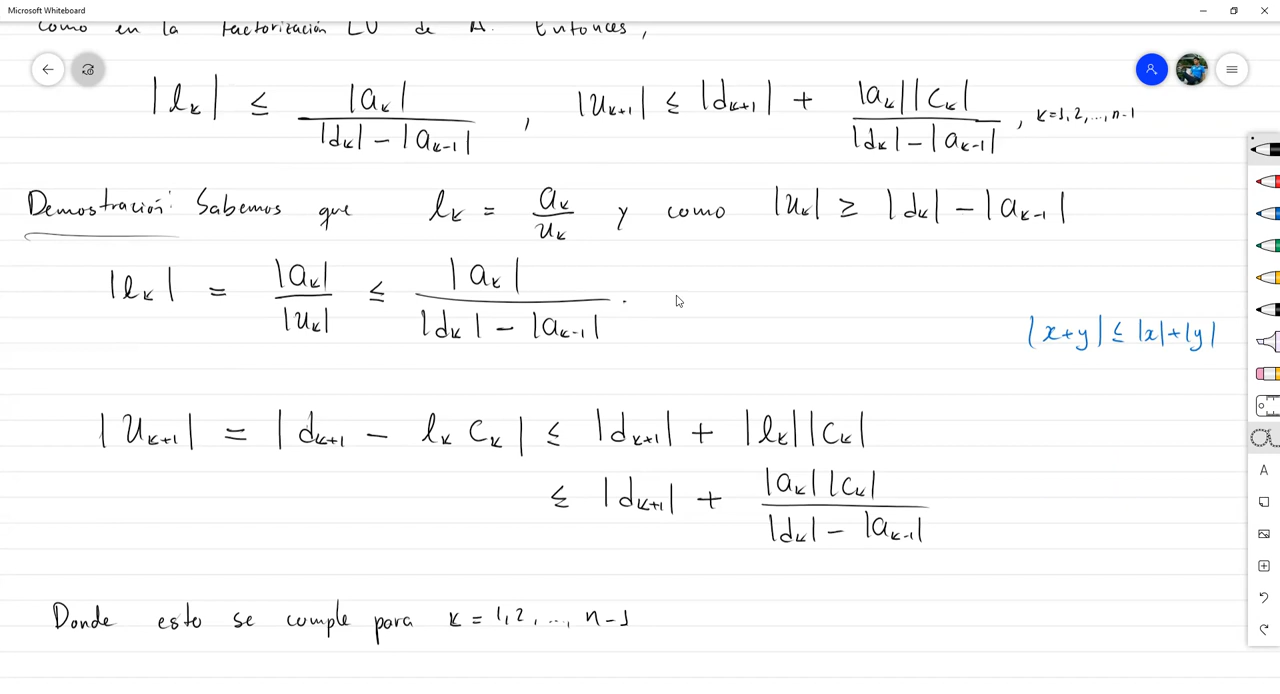 Microsoft Whiteboard
como en la factorización LU de A. Entonces,
|l_k| ≤ |a_k| / (|d_k| - |a_{k-1}|) , |u_{k+1}| ≤ |d_{k+1}| + |a_k||c_k| / (|d_k| - |a_{k-1}|) , k=1,2,...,n-1
Demostración: Sabemos que l_k = a_k / u_k y como |u_k| ≥ |d_k| - |a_{k-1}|
|l_k| = |a_k| / |u_k| ≤ |a_k| / (|d_k| - |a_{k-1}|) .
|x+y| ≤ |x|+|y|
|u_{k+1}| = |d_{k+1} - l_k c_k| ≤ |d_{k+1}| + |l_k||c_k|
≤ |d_{k+1}| + |a_k||c_k| / (|d_k| - |a_{k-1}|)
Donde esto se cumple para k = 1,2,..., n-1